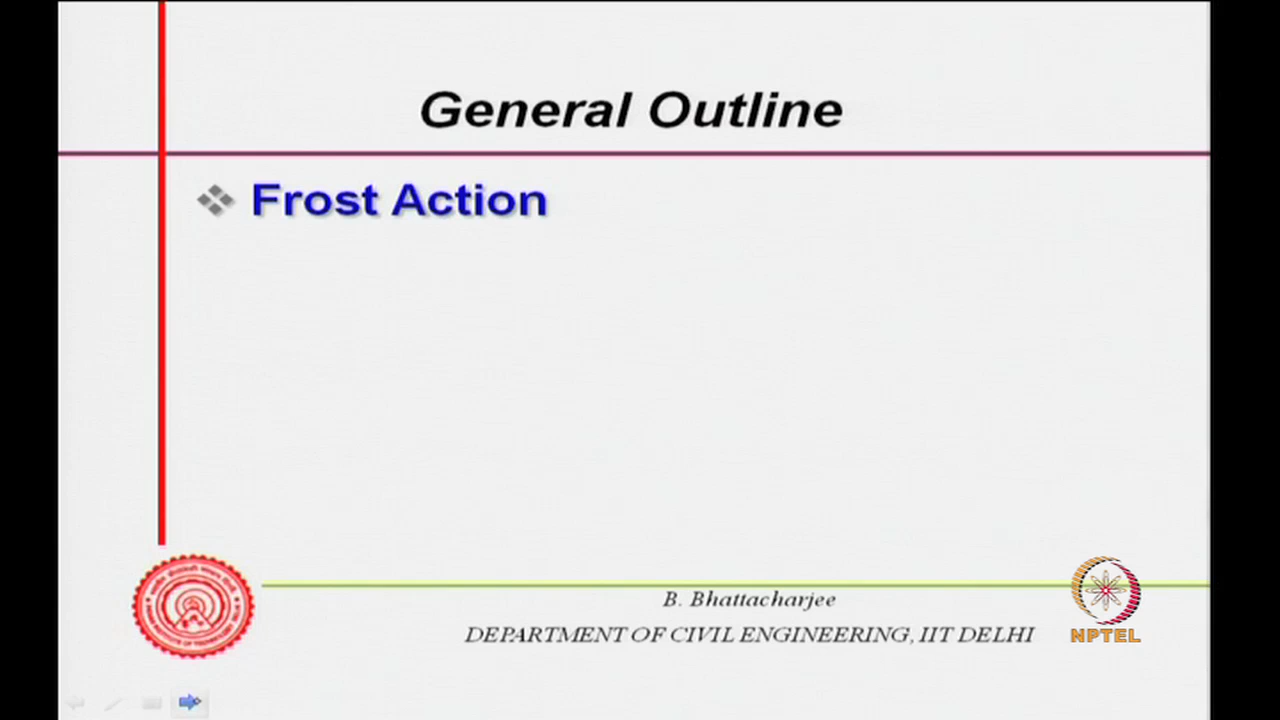 General Outline
Frost Action
B. Bhattacharjee
DEPARTMENT OF CIVIL ENGINEERING, IIT DELHI
NPTEL